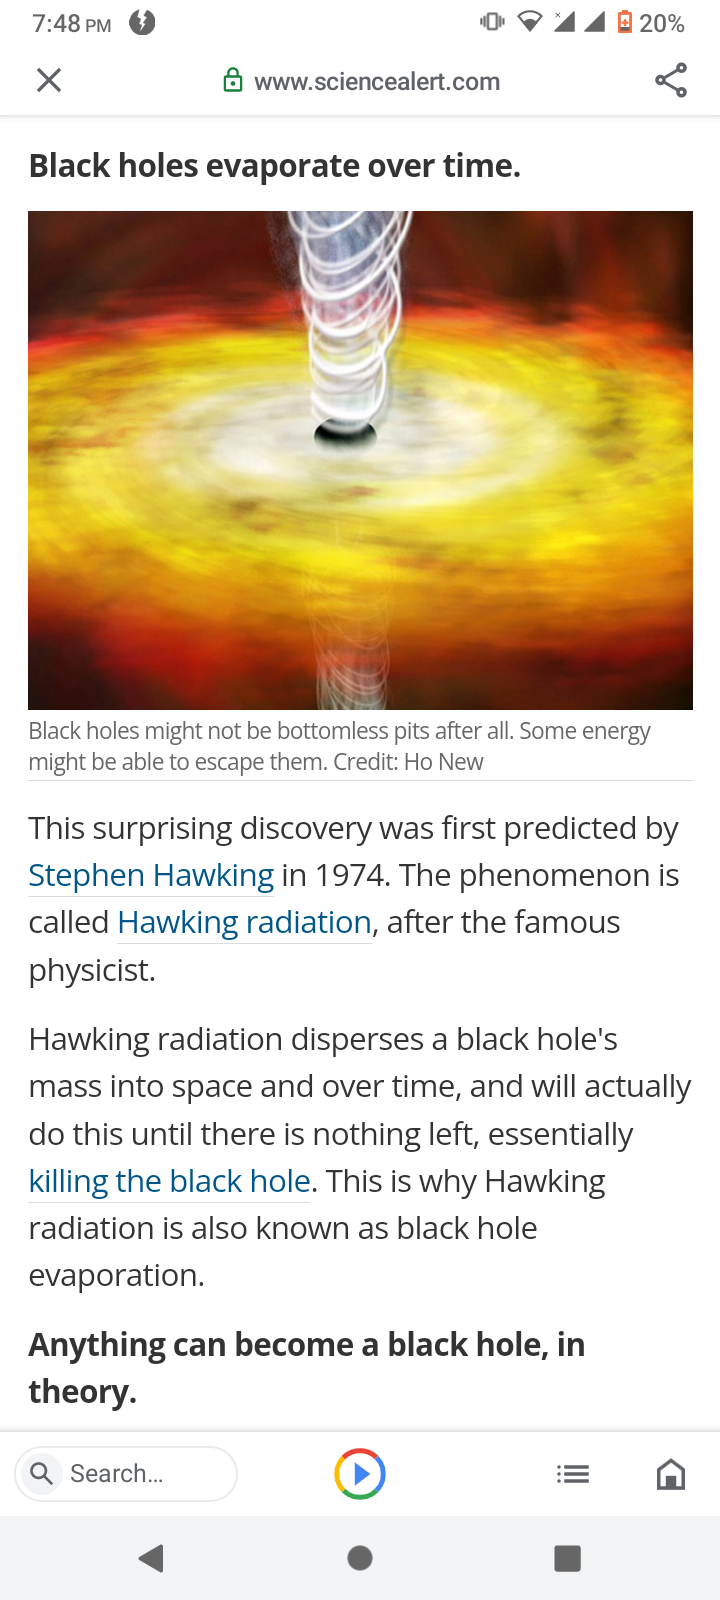 7:48 PM
20%
www.sciencealert.com
Black holes evaporate over time.
Black holes might not be bottomless pits after all. Some energy
might be able to escape them. Credit: Ho New
This surprising discovery was first predicted by
Stephen Hawking in 1974. The phenomenon is
called Hawking radiation, after the famous
physicist.
Hawking radiation disperses a black hole's
mass into space and over time, and will actually
do this until there is nothing left, essentially
killing the black hole. This is why Hawking
radiation is also known as black hole
evaporation.
Anything can become a black hole, in
theory.
Search...